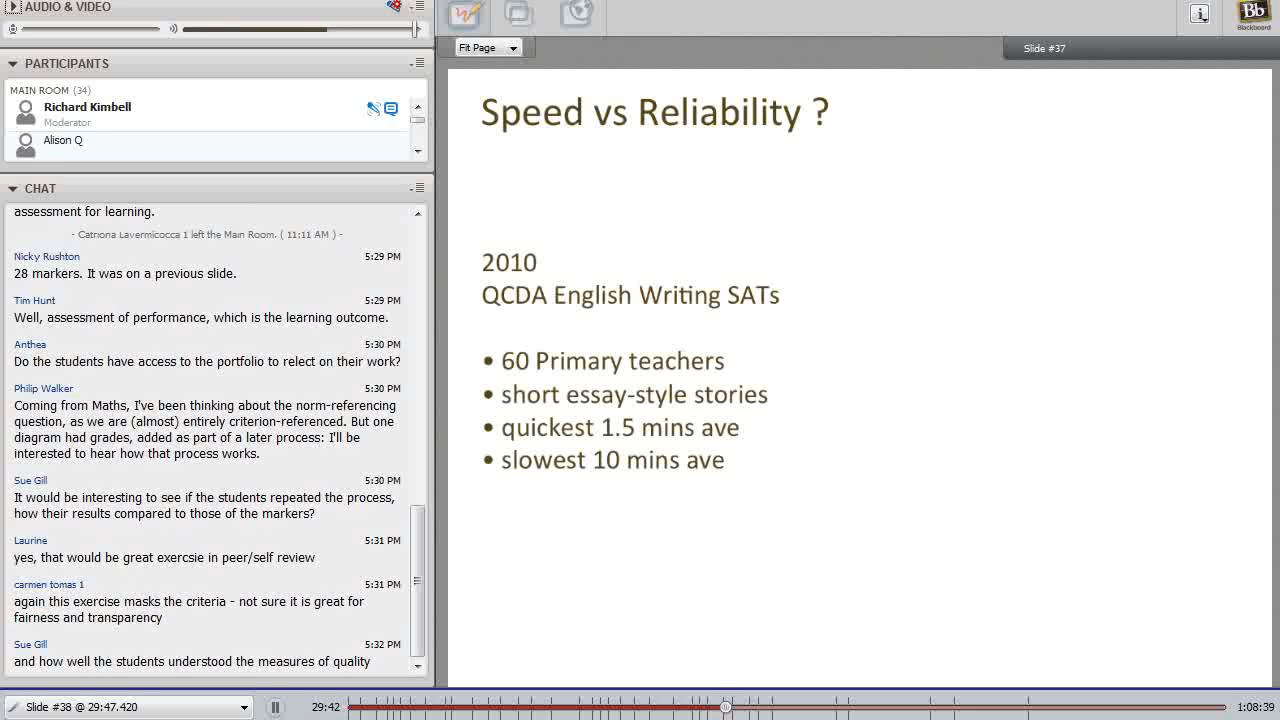 AUDIO & VIDEO
PARTICIPANTS
MAIN ROOM (34)
Richard Kimbell
Moderator
Alison Q
CHAT
assessment for learning.
- Catriona Lavermicocca 1 left the Main Room. ( 11:11 AM ) -
Nicky Rushton 5:29 PM
28 markers. It was on a previous slide.
Tim Hunt 5:29 PM
Well, assessment of performance, which is the learning outcome.
Anthea 5:30 PM
Do the students have access to the portfolio to relect on their work?
Philip Walker 5:30 PM
Coming from Maths, I've been thinking about the norm-referencing
question, as we are (almost) entirely criterion-referenced. But one
diagram had grades, added as part of a later process: I'll be
interested to hear how that process works.
Sue Gill 5:30 PM
It would be interesting to see if the students repeated the process,
how their results compared to those of the markers?
Laurine 5:31 PM
yes, that would be great exercsie in peer/self review
carmen tomas 1 5:31 PM
again this exercise masks the criteria - not sure it is great for
fairness and transparency
Sue Gill 5:32 PM
and how well the students understood the measures of quality
Slide #38 @ 29:47.420
29:42
1:08:39
Fit Page
Slide #37
Bb
Blackboard
Speed vs Reliability ?
2010
QCDA English Writing SATs
• 60 Primary teachers
• short essay-style stories
• quickest 1.5 mins ave
• slowest 10 mins ave